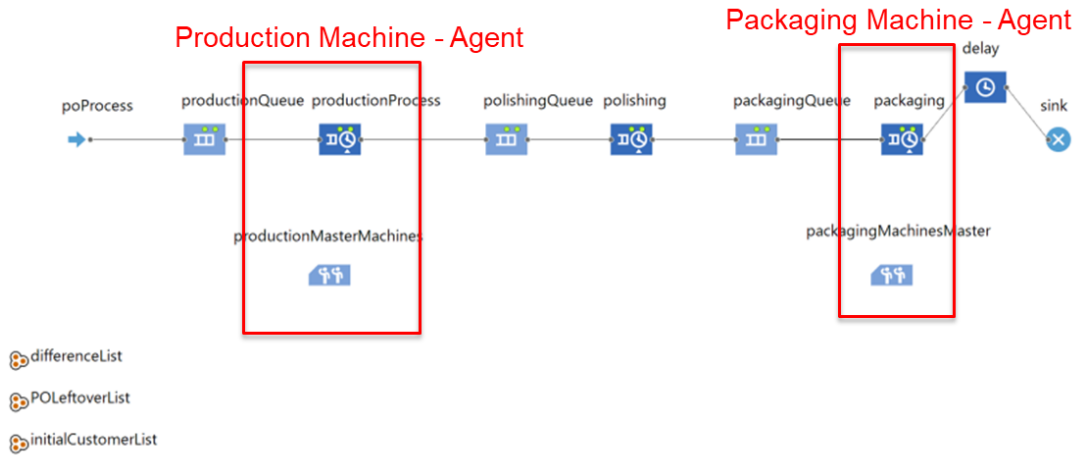 Production Machine - Agent
Packaging Machine - Agent
poProcess
productionQueue
productionProcess
polishingQueue
polishing
packagingQueue
packaging
delay
sink
productionMasterMachines
packagingMachinesMaster
differenceList
POLeftoverList
initialCustomerList